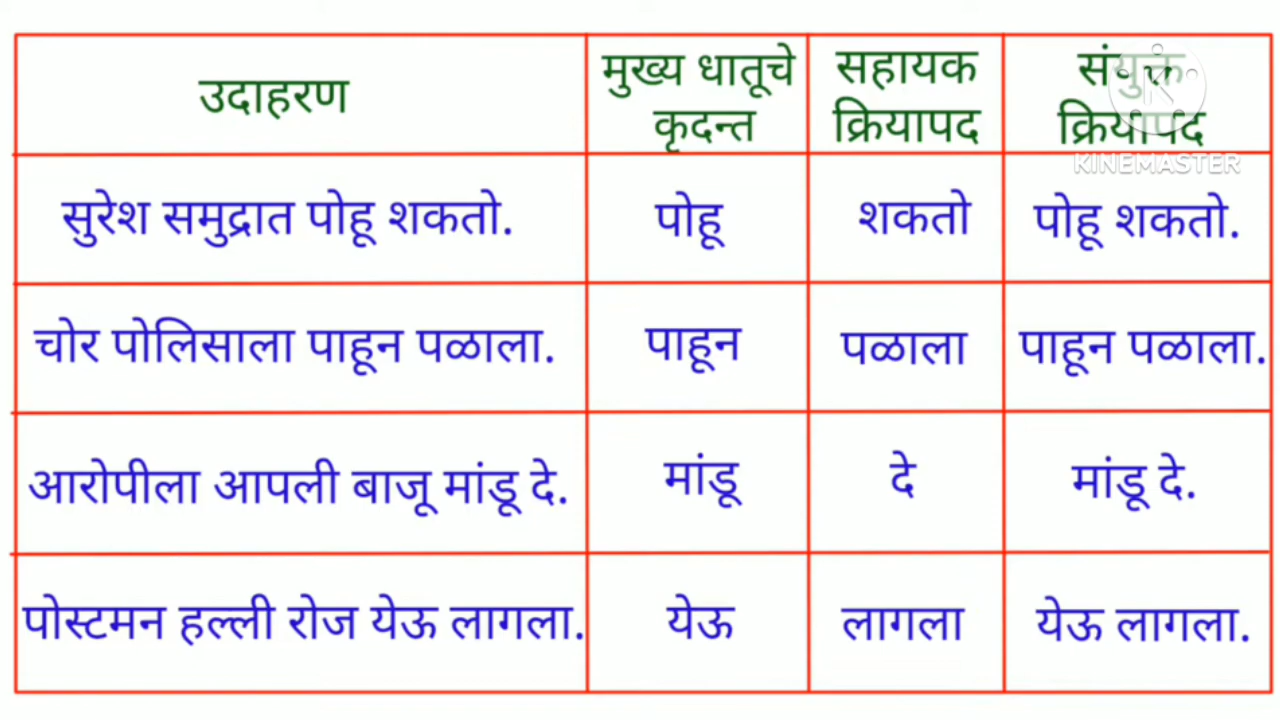 उदाहरण
मुख्य धातूचे
कृदन्त
सहायक
क्रियापद
संयुक्त
क्रियापद
KINEMASTER
सुरेश समुद्रात पोहू शकतो.
पोहू
शकतो
पोहू शकतो.
चोर पोलिसाला पाहून पळाला.
पाहून
पळाला
पाहून पळाला.
आरोपीला आपली बाजू मांडू दे.
मांडू
दे
मांडू दे.
पोस्टमन हल्ली रोज येऊ लागला.
येऊ
लागला
येऊ लागला.